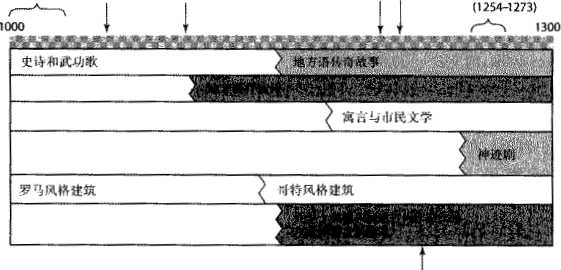 (1254–1273)
1000
1300
史诗和武功歌
地方语传奇故事
寓言与市民文学
神迹剧
罗马风格建筑
哥特风格建筑